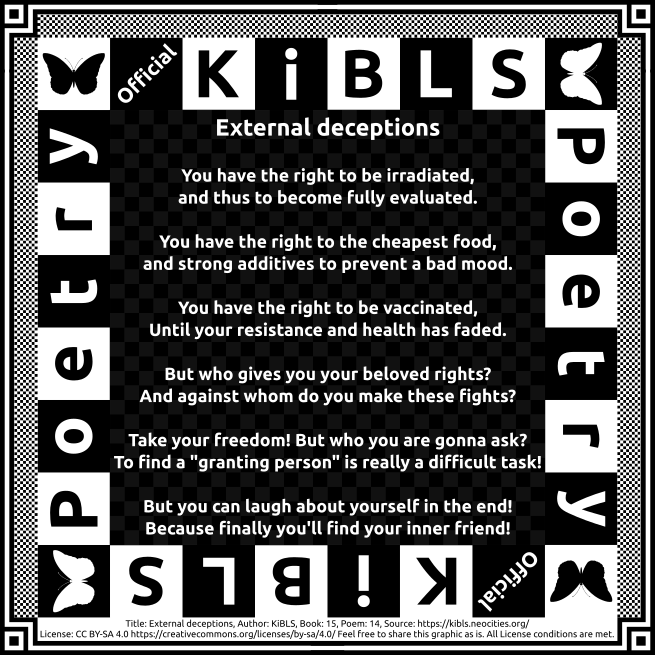 Official KiBLS
Poetry
Poetry
External deceptions
You have the right to be irradiated,
and thus to become fully evaluated.
You have the right to the cheapest food,
and strong additives to prevent a bad mood.
You have the right to be vaccinated,
Until your resistance and health has faded.
But who gives you your beloved rights?
And against whom do you make these fights?
Take your freedom! But who you are gonna ask?
To find a "granting person" is really a difficult task!
But you can laugh about yourself in the end!
Because finally you'll find your inner friend!
Official KiBLS
Title: External deceptions, Author: KiBLS, Book: 15, Poem: 14, Source: https://kibls.neocities.org/
License: CC BY-SA 4.0 https://creativecommons.org/licenses/by-sa/4.0/ Feel free to share this graphic as is. All License conditions are met.